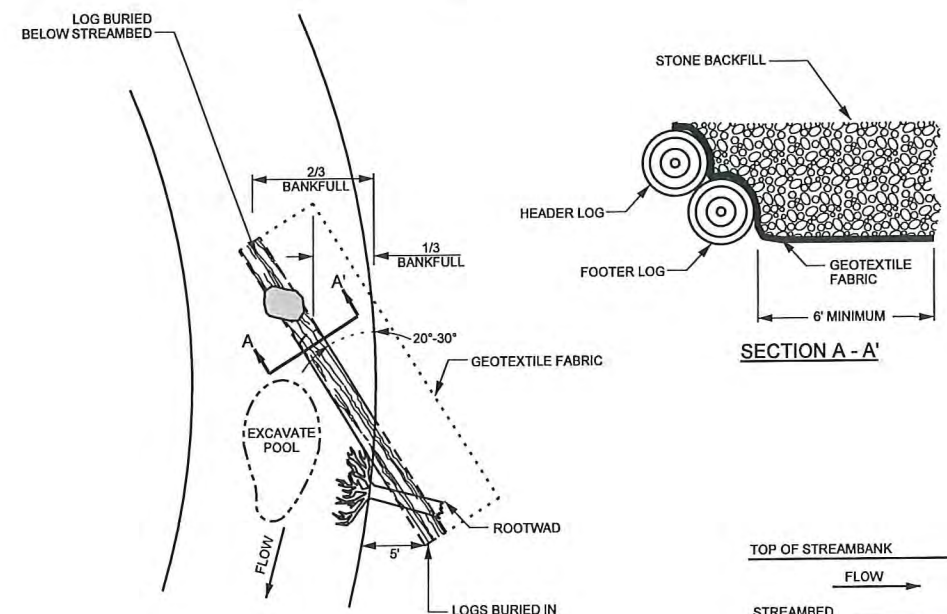 LOG BURIED
BELOW STREAMBED
2/3
BANKFULL
1/3
BANKFULL
A'
A
20°-30°
GEOTEXTILE FABRIC
EXCAVATE
POOL
FLOW
5'
ROOTWAD
LOGS BURIED IN
STONE BACKFILL
HEADER LOG
FOOTER LOG
GEOTEXTILE
FABRIC
6' MINIMUM
SECTION A - A'
TOP OF STREAMBANK
FLOW
STREAMBED